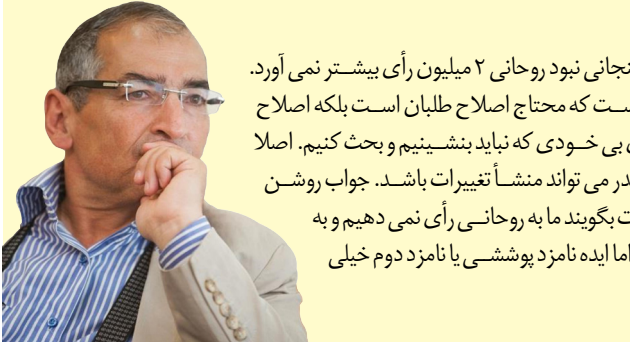 نجانی نبود روحانی ۲ میلیون رأی بیشتر نمی آورد.
ست که محتاج اصلاح طلبان است بلکه اصلاح
بی خودی که نباید بنشینیم و بحث کنیم. اصلا
در می تواند منشأ تغییرات باشد. جواب روشن
ت بگویند ما به روحانی رأی نمی دهیم و به
اما ایده نامزد پوششی یا نامزد دوم خیلی